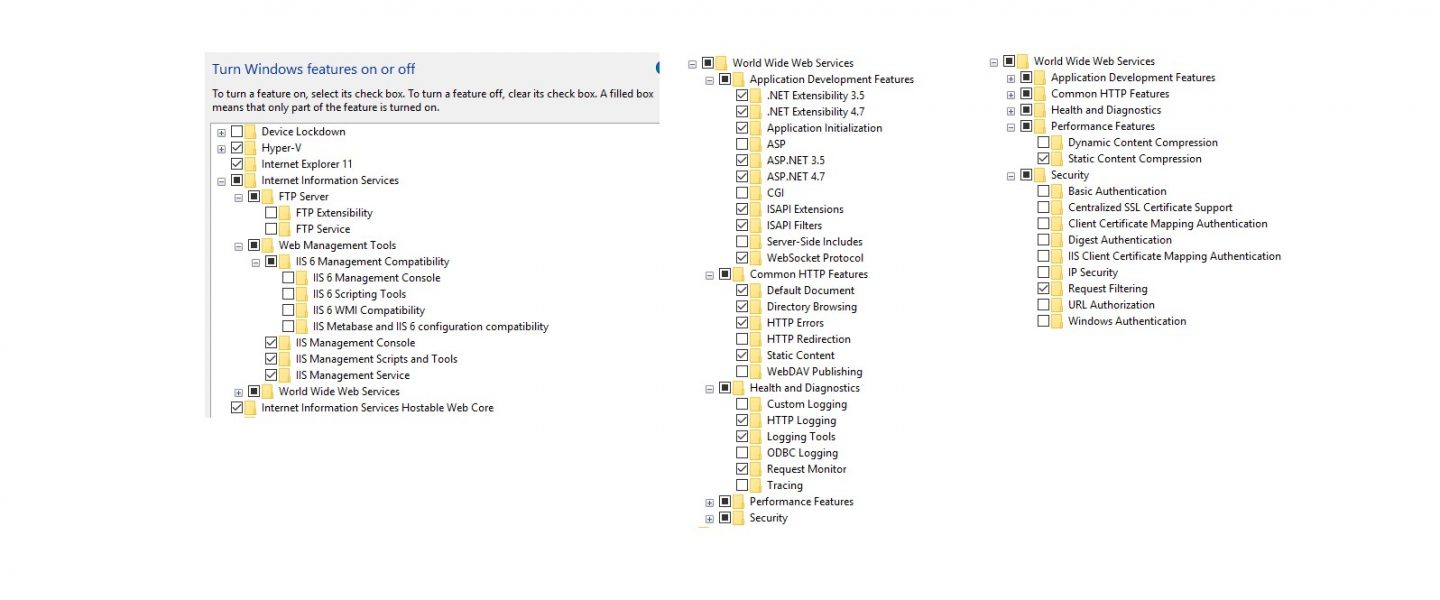 Turn Windows features on or off
To turn a feature on, select its check box. To turn a feature off, clear its check box. A filled box
means that only part of the feature is turned on.
Device Lockdown
Hyper-V
Internet Explorer 11
Internet Information Services
FTP Server
FTP Extensibility
FTP Service
Web Management Tools
IIS 6 Management Compatibility
IIS 6 Management Console
IIS 6 Scripting Tools
IIS 6 WMI Compatibility
IIS Metabase and IIS 6 configuration compatibility
IIS Management Console
IIS Management Scripts and Tools
IIS Management Service
World Wide Web Services
Internet Information Services Hostable Web Core
World Wide Web Services
Application Development Features
.NET Extensibility 3.5
.NET Extensibility 4.7
Application Initialization
ASP
ASP.NET 3.5
ASP.NET 4.7
CGI
ISAPI Extensions
ISAPI Filters
Server-Side Includes
WebSocket Protocol
Common HTTP Features
Default Document
Directory Browsing
HTTP Errors
HTTP Redirection
Static Content
WebDAV Publishing
Health and Diagnostics
Custom Logging
HTTP Logging
Logging Tools
ODBC Logging
Request Monitor
Tracing
Performance Features
Security
World Wide Web Services
Application Development Features
Common HTTP Features
Health and Diagnostics
Performance Features
Dynamic Content Compression
Static Content Compression
Security
Basic Authentication
Centralized SSL Certificate Support
Client Certificate Mapping Authentication
Digest Authentication
IIS Client Certificate Mapping Authentication
IP Security
Request Filtering
URL Authorization
Windows Authentication